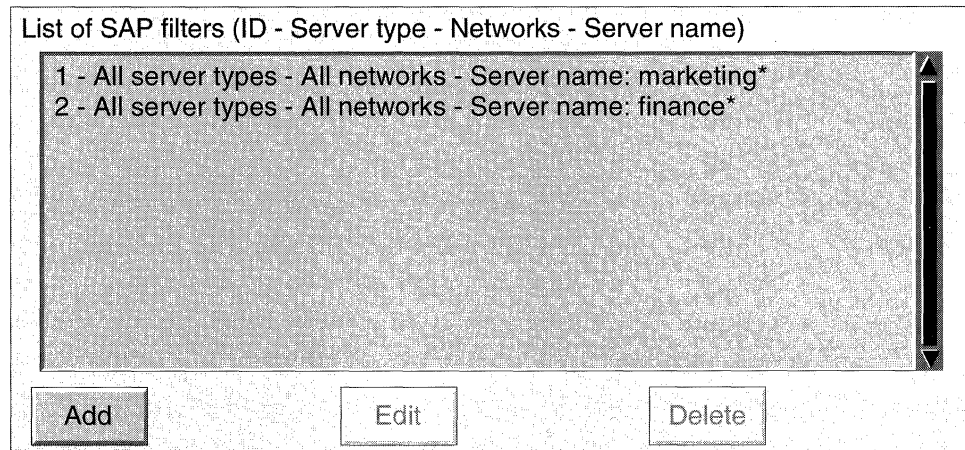 List of SAP filters (ID - Server type - Networks - Server name)
1 - All server types - All networks - Server name: marketing*
2 - All server types - All networks - Server name: finance*
Add Edit Delete